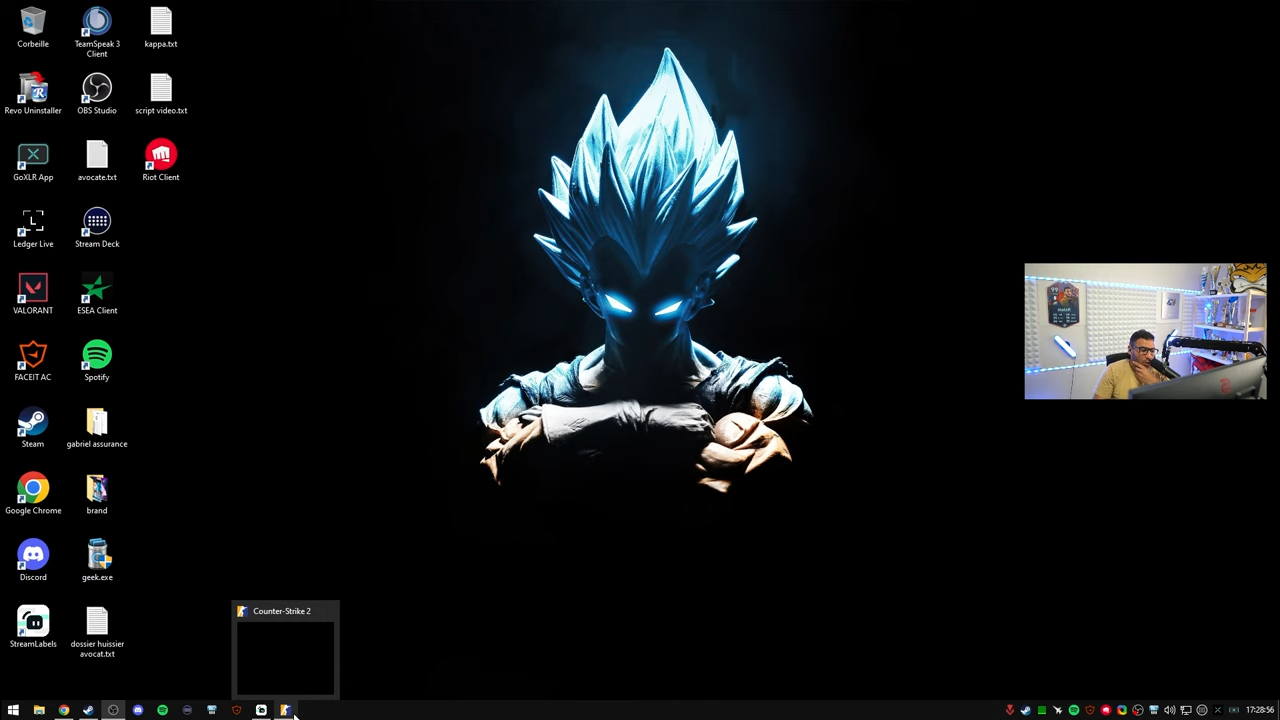 Corbeille
TeamSpeak 3
Client
kappa.txt
Revo Uninstaller
OBS Studio
script video.txt
GoXLR App
avocate.txt
Riot Client
Ledger Live
Stream Deck
VALORANT
ESEA Client
FACEIT AC
Spotify
Steam
gabriel assurance
Google Chrome
brand
Discord
geek.exe
StreamLabels
dossier huissier
avocat.txt
Counter-Strike 2
17:28:56